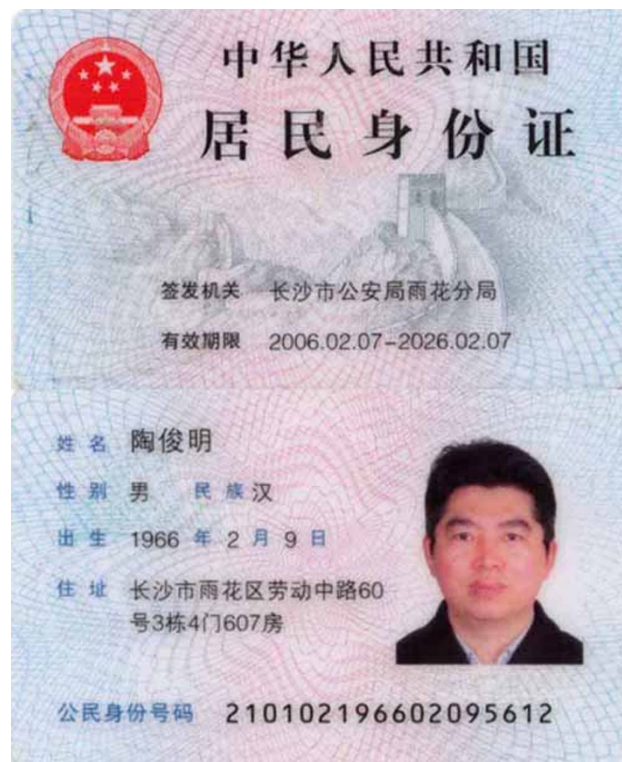 中华人民共和国
居民身份证
签发机关 长沙市公安局雨花分局
有效期限 2006.02.07-2026.02.07
姓名 陶俊明
性别 男 民族 汉
出生 1966 年 2 月 9 日
住址 长沙市雨花区劳动中路60
号3栋4门607房
公民身份号码 210102196602095612